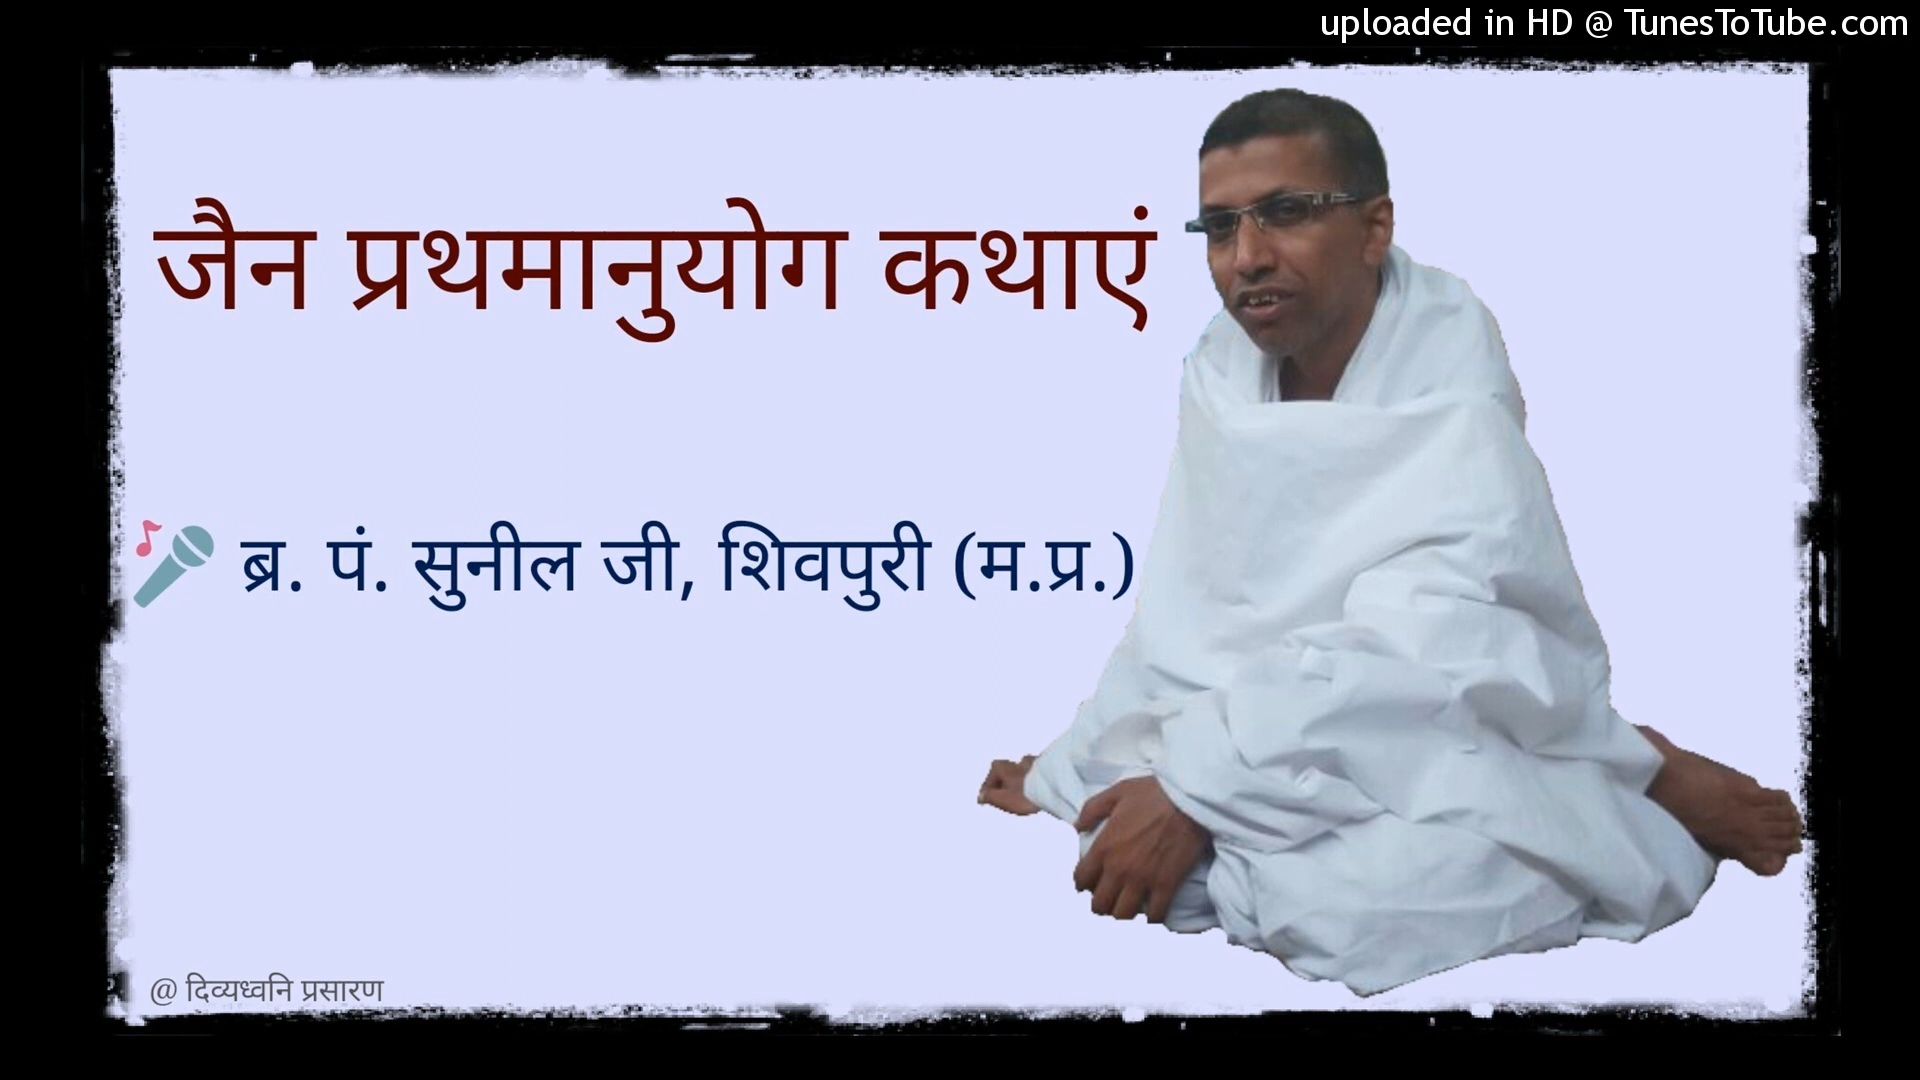 uploaded in HD @ TunesToTube.com
जैन प्रथमानुयोग कथाएं
ब्र. पं. सुनील जी, शिवपुरी (म.प्र.)
@ दिव्यध्वनि प्रसारण